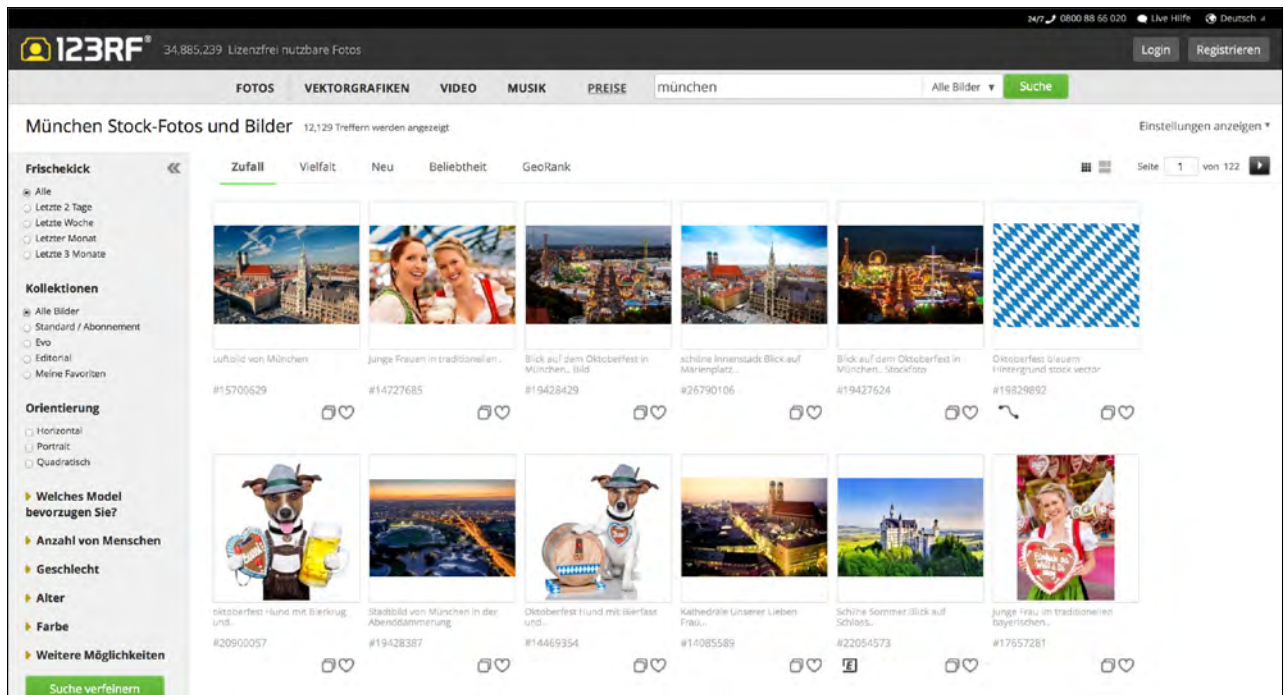 24/7 0800 88 66 020 Live Hilfe Deutsch
123RF® 34,885,239 Lizenzfrei nutzbare Fotos Login Registrieren
FOTOS VEKTORGRAFIKEN VIDEO MUSIK PREISE münchen Alle Bilder Suche
München Stock-Fotos und Bilder 12,129 Treffern werden angezeigt Einstellungen anzeigen
Frischekick Zufall Vielfalt Neu Beliebtheit GeoRank Seite 1 von 122
Alle
Letzte 2 Tage
Letzte Woche
Letzter Monat
Letzte 3 Monate
Kollektionen
Alle Bilder
Standard / Abonnement
Evo
Editorial
Meine Favoriten
Orientierung
Horizontal
Portrait
Quadratisch
Welches Model
bevorzugen Sie?
Anzahl von Menschen
Geschlecht
Alter
Farbe
Weitere Möglichkeiten
Suche verfeinern
Luftbild von München
#15700629
Junge Frauen in traditionellen..
#14727685
Blick auf dem Oktoberfest in
München.. Bild
#19428429
schöne Innenstadt Blick auf
Marienplatz..
#26790106
Blick auf dem Oktoberfest in
München.. Stockfoto
#19427624
Oktoberfest blauem
Hintergrund stock vector
#19829892
oktoberfest Hund mit Bierkrug
und..
#20900057
Stadtbild von München in der
Abenddämmerung
#19428387
Oktoberfest Hund mit Bierfass
und..
#14469354
Kathedrale Unserer Lieben
Frau..
#14085589
Schöne Sommer Blick auf
Schloss..
#22054573
E
Junge Frau im traditionellen
bayerischen..
#17657281